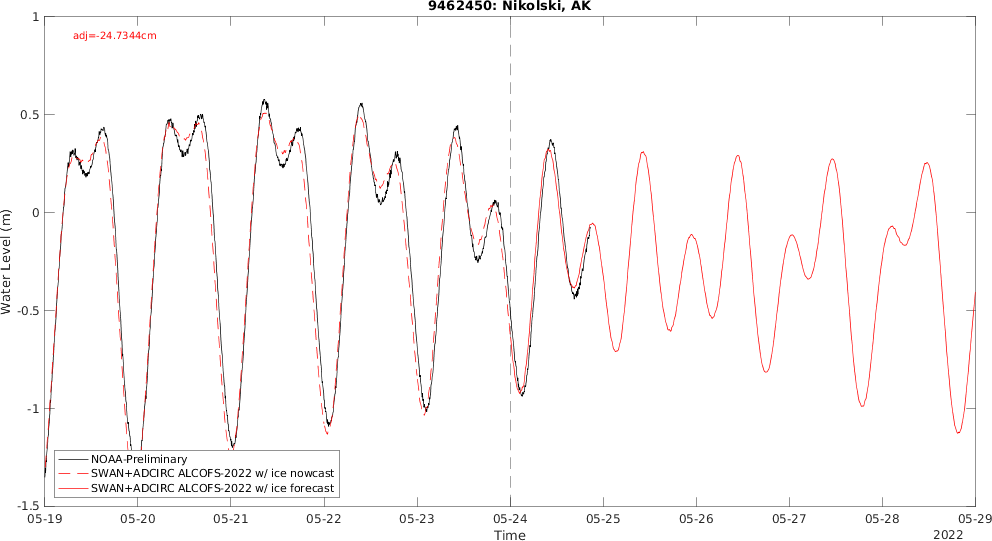 9462450: Nikolski, AK
adj=-24.7344cm
1
0.5
0
-0.5
-1
-1.5
Water Level (m)
NOAA-Preliminary
SWAN+ADCIRC ALCOFS-2022 w/ ice nowcast
SWAN+ADCIRC ALCOFS-2022 w/ ice forecast
05-19 05-20 05-21 05-22 05-23 05-24 05-25 05-26 05-27 05-28 05-29
Time
2022